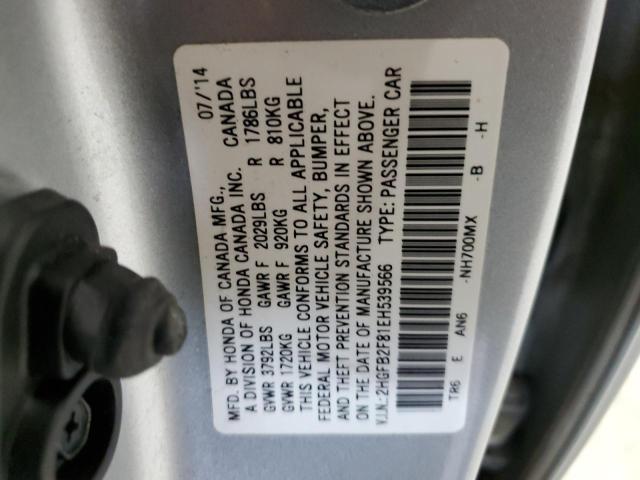 MFD. BY HONDA OF CANADA MFG., 07/'14
A DIVISION OF HONDA CANADA INC. CANADA
GVWR 3792LBS GAWR F 2029LBS R 1786LBS
GVWR 1720KG GAWR F 920KG R 810KG
THIS VEHICLE CONFORMS TO ALL APPLICABLE
FEDERAL MOTOR VEHICLE SAFETY, BUMPER,
AND THEFT PREVENTION STANDARDS IN EFFECT
ON THE DATE OF MANUFACTURE SHOWN ABOVE.
V.I.N.: 2HGFB2F81EH539566 TYPE: PASSENGER CAR
TR6 E AN6 -NH700MX -B -H